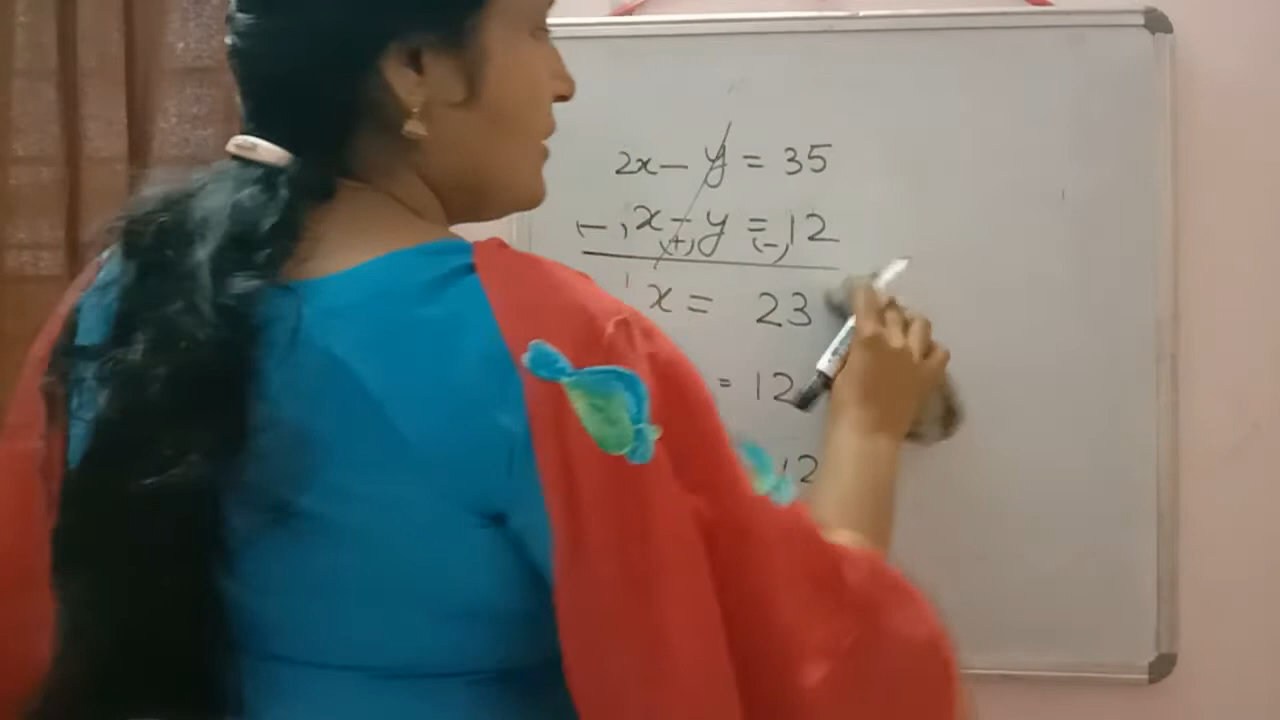 2x - y = 35
(-) x - y = 12
(+) (-)
x = 23
= 12
12